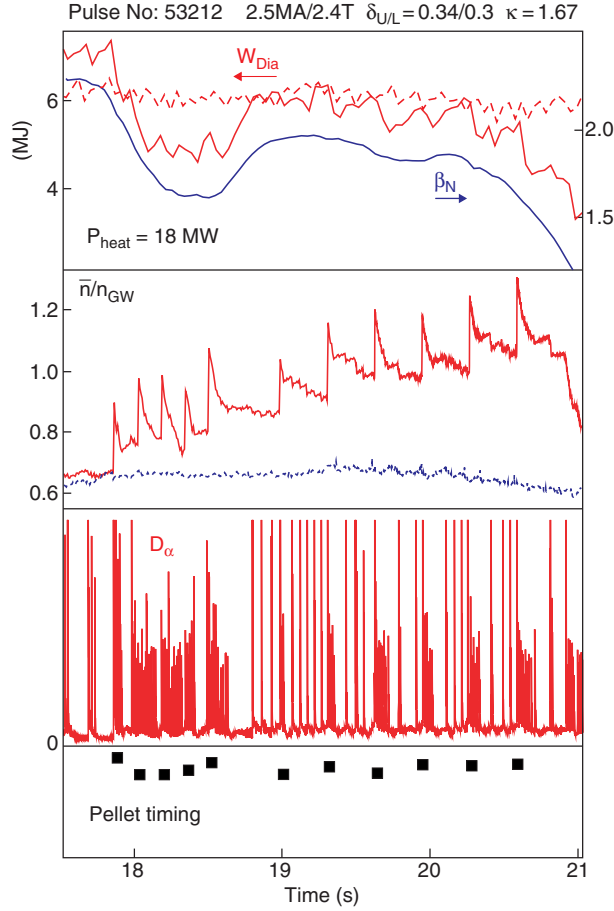 Pulse No: 53212 2.5MA/2.4T δU/L = 0.34/0.3 κ = 1.67
WDia
6
(MJ)
4
2.0
1.5
βN
Pheat = 18 MW
n̅/nGW
1.2
1.0
0.8
0.6
Dα
0
Pellet timing
18 19 20 21
Time (s)